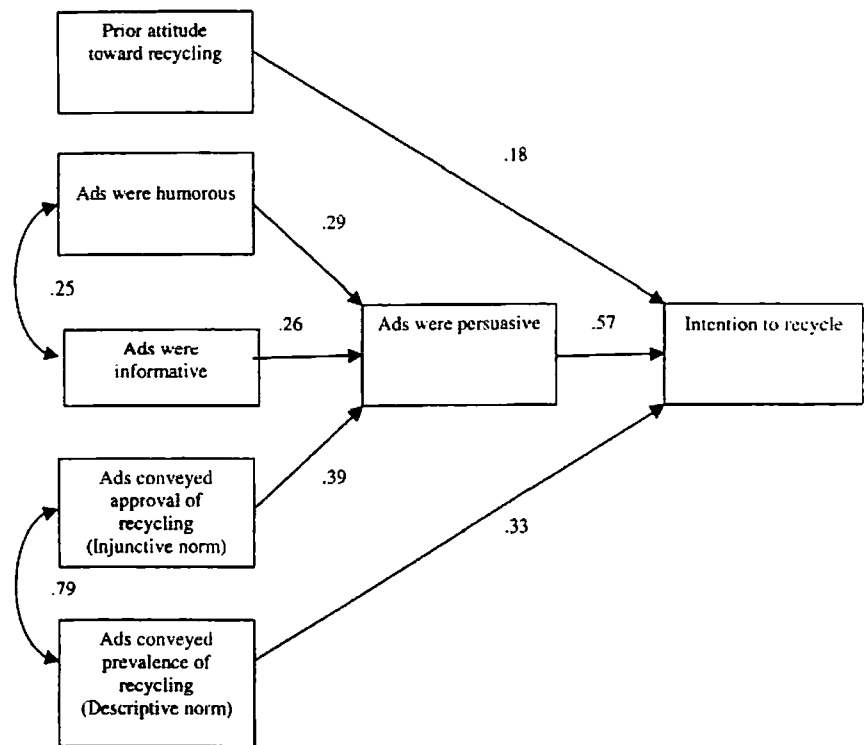 Prior attitude
toward recycling
.18
Ads were humorous
.29
.25
Ads were
informative
.26
Ads were persuasive
.57
Intention to recycle
Ads conveyed
approval of
recycling
(Injunctive norm)
.39
.33
.79
Ads conveyed
prevalence of
recycling
(Descriptive norm)